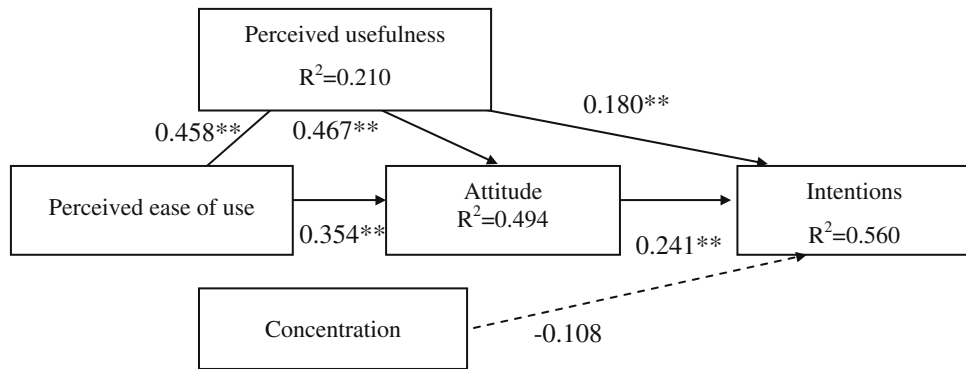 Perceived usefulness
R²=0.210
0.180**
0.458**
0.467**
Perceived ease of use
Attitude
R²=0.494
Intentions
R²=0.560
0.354**
0.241**
Concentration
-0.108